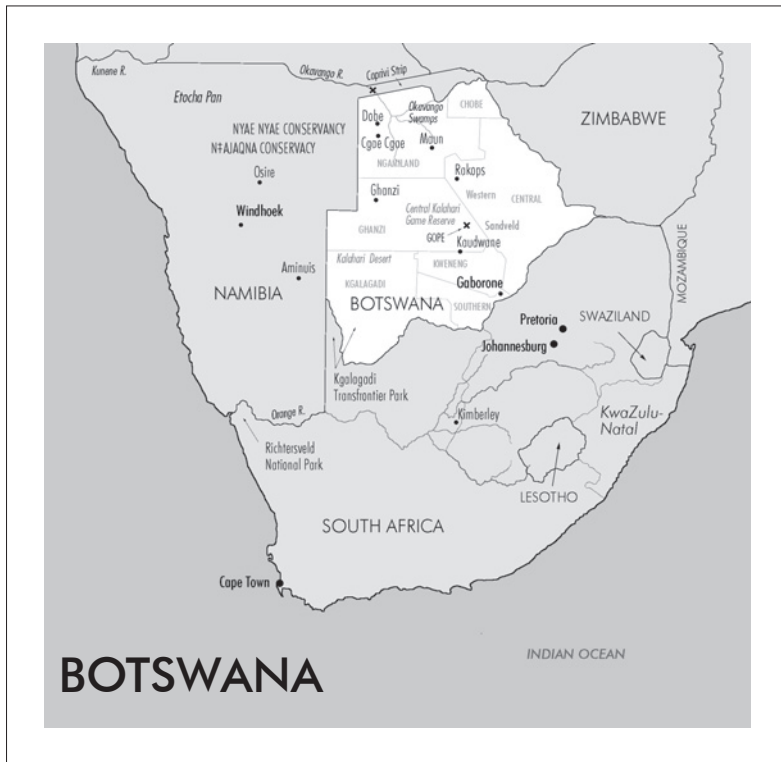 Kunene R.
Okavango R.
Caprivi Strip
Etocha Pan
Okavango
Swamps
CHOBE
ZIMBABWE
Dobe
NYAE NYAE CONSERVANCY
Cgae Cgae
Maun
N‡AJAQNA CONSERVACY
NGAMILAND
Osire
Rakops
Ghanzi
Western
CENTRAL
Windhoek
Central Kalahari
Game Reserve
Sandveld
GHANZI
GOPE
Kaudwane
Kalahari Desert
KWENENG
Aminuis
KGALAGADI
Gaborone
MOZAMBIQUE
NAMIBIA
BOTSWANA
SOUTHERN
Pretoria
SWAZILAND
Johannesburg
Kgalagadi
Transfrontier Park
Orange R.
Kimberley
KwaZulu-
Natal
Richtersveld
National Park
LESOTHO
SOUTH AFRICA
Cape Town
INDIAN OCEAN
BOTSWANA